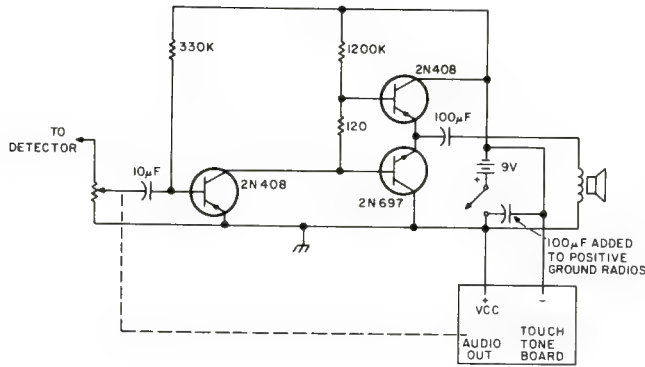 330K
1200K
2N408
100µF
120
TO
DETECTOR
10µF
2N408
2N697
9V
+
100µF ADDED
TO POSITIVE
GROUND RADIOS
+
−
VCC
TOUCH
TONE
BOARD
AUDIO
OUT